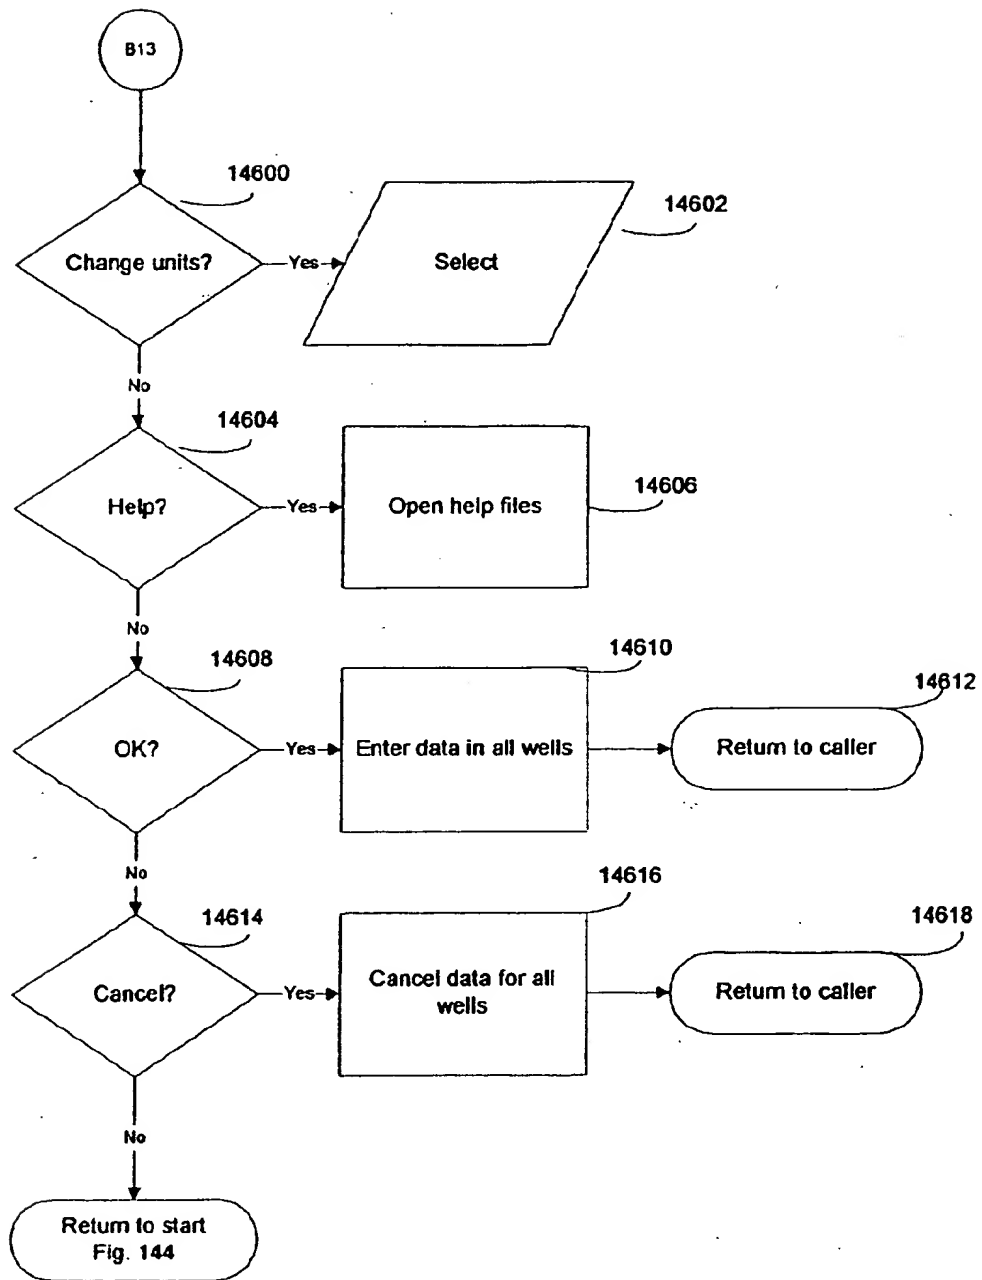 B13
14600
14602
Change units?
Yes
Select
No
14604
14606
Help?
Yes
Open help files
No
14608
14610
14612
OK?
Yes
Enter data in all wells
Return to caller
No
14614
14616
14618
Cancel?
Yes
Cancel data for all
wells
Return to caller
No
Return to start
Fig. 144